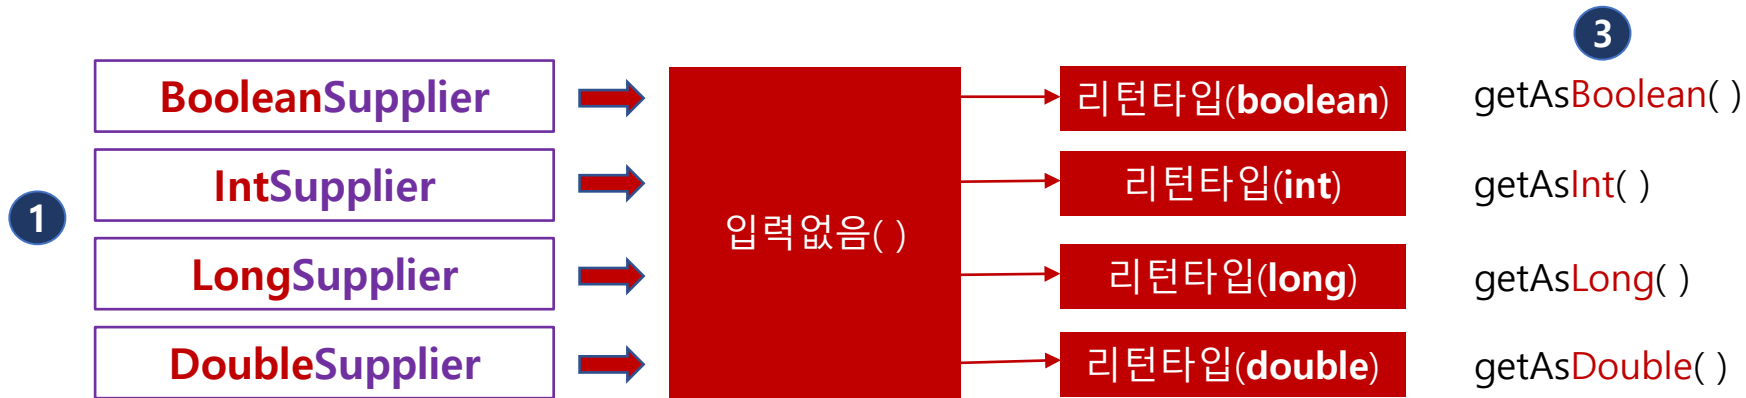 3
BooleanSupplier
리턴타입(boolean)
getAsBoolean( )
IntSupplier
리턴타입(int)
getAsInt( )
1
입력없음( )
LongSupplier
리턴타입(long)
getAsLong( )
DoubleSupplier
리턴타입(double)
getAsDouble( )